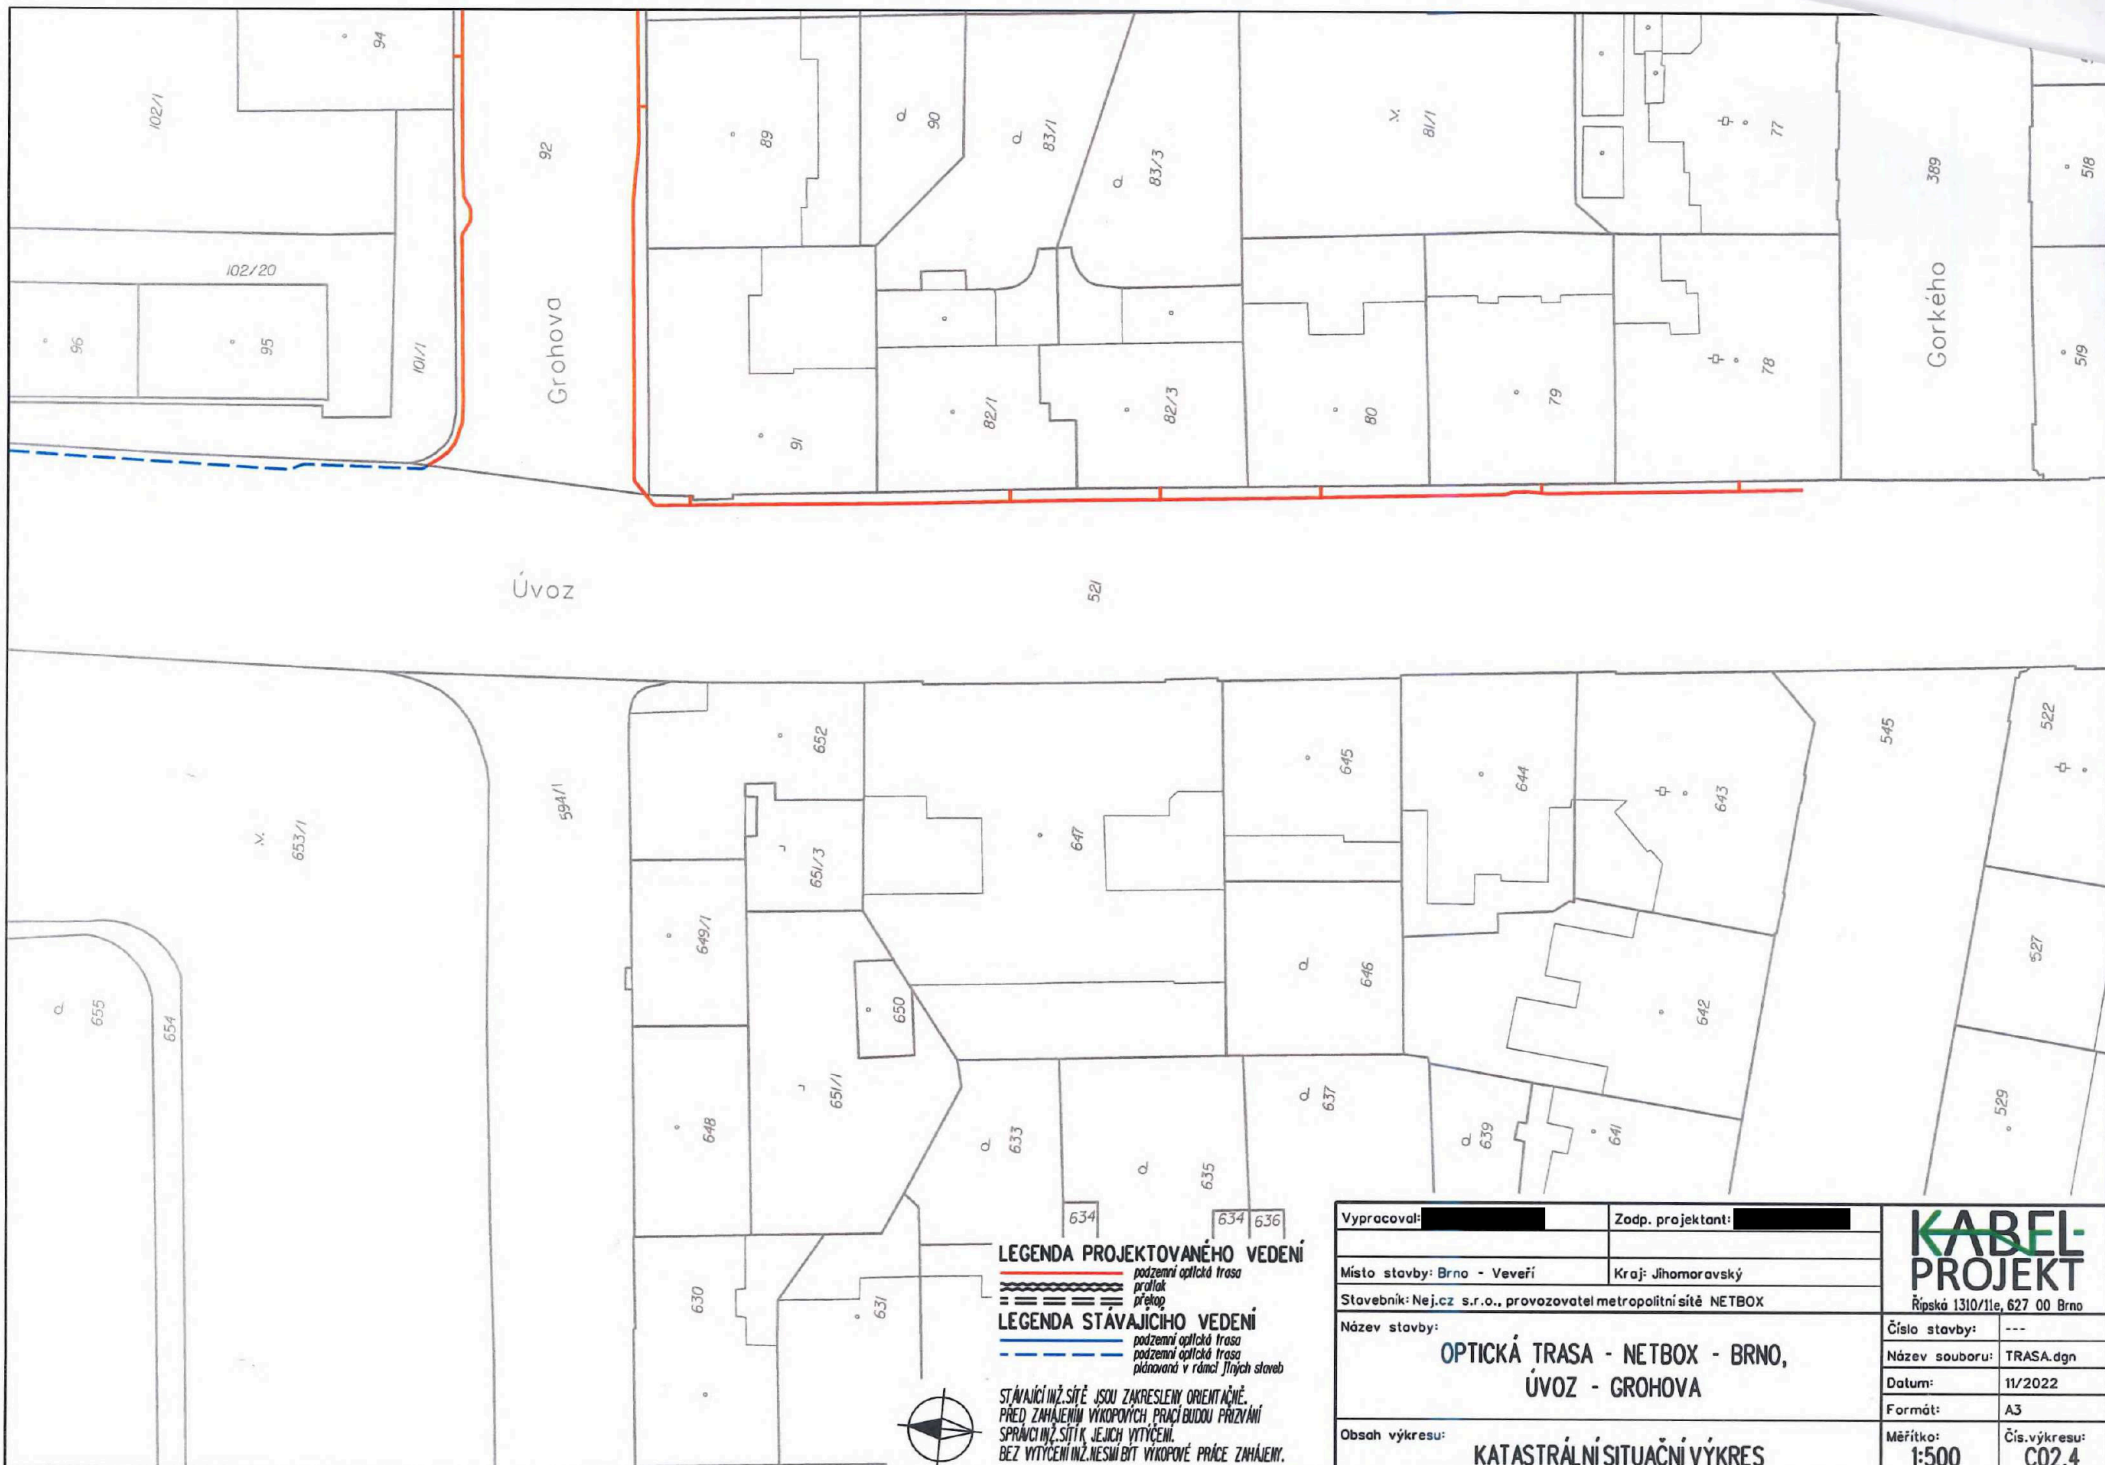 94
102/1
92
89
90
83/1
83/3
81/1
77
389
518
102/20
96
95
101/1
Grohova
91
82/1
82/3
80
79
78
Gorkého
519
Úvoz
521
652
645
644
643
545
522
594/1
653/1
651/3
647
649/1
646
642
527
655
654
650
651/1
648
633
635
637
639
641
529
634
634
636
630
631
LEGENDA PROJEKTOVANÉHO VEDENÍ
podzemní optická trasa
protlak
překop
LEGENDA STÁVAJÍCÍHO VEDENÍ
podzemní optická trasa
podzemní optická trasa
plánovaná v rámci jiných staveb
STÁVAJÍCÍ INŽ.SÍTĚ JSOU ZAKRESLENY ORIENTAČNĚ.
PŘED ZAHÁJENÍM VÝKOPOVÝCH PRACÍ BUDOU PŘIZVÁNI
SPRÁVCI INŽ.SÍTÍ K JEJICH VYTÝČENÍ.
BEZ VYTÝČENÍ INŽ.NESMÍ BÝT VÝKOPOVÉ PRÁCE ZAHÁJENY.
Vypracoval:
Zodp. projektant:
KABEL-
PROJEKT
Řípská 1310/11e, 627 00 Brno
Místo stavby: Brno - Veveří
Kraj: Jihomoravský
Stavebník: Nej.cz s.r.o., provozovatel metropolitní sítě NETBOX
Název stavby:
OPTICKÁ TRASA - NETBOX - BRNO,
ÚVOZ - GROHOVA
Číslo stavby: ---
Název souboru: TRASA.dgn
Datum: 11/2022
Formát: A3
Obsah výkresu:
KATASTRÁLNÍ SITUAČNÍ VÝKRES
Měřítko:
1:500
Čís.výkresu:
C02.4